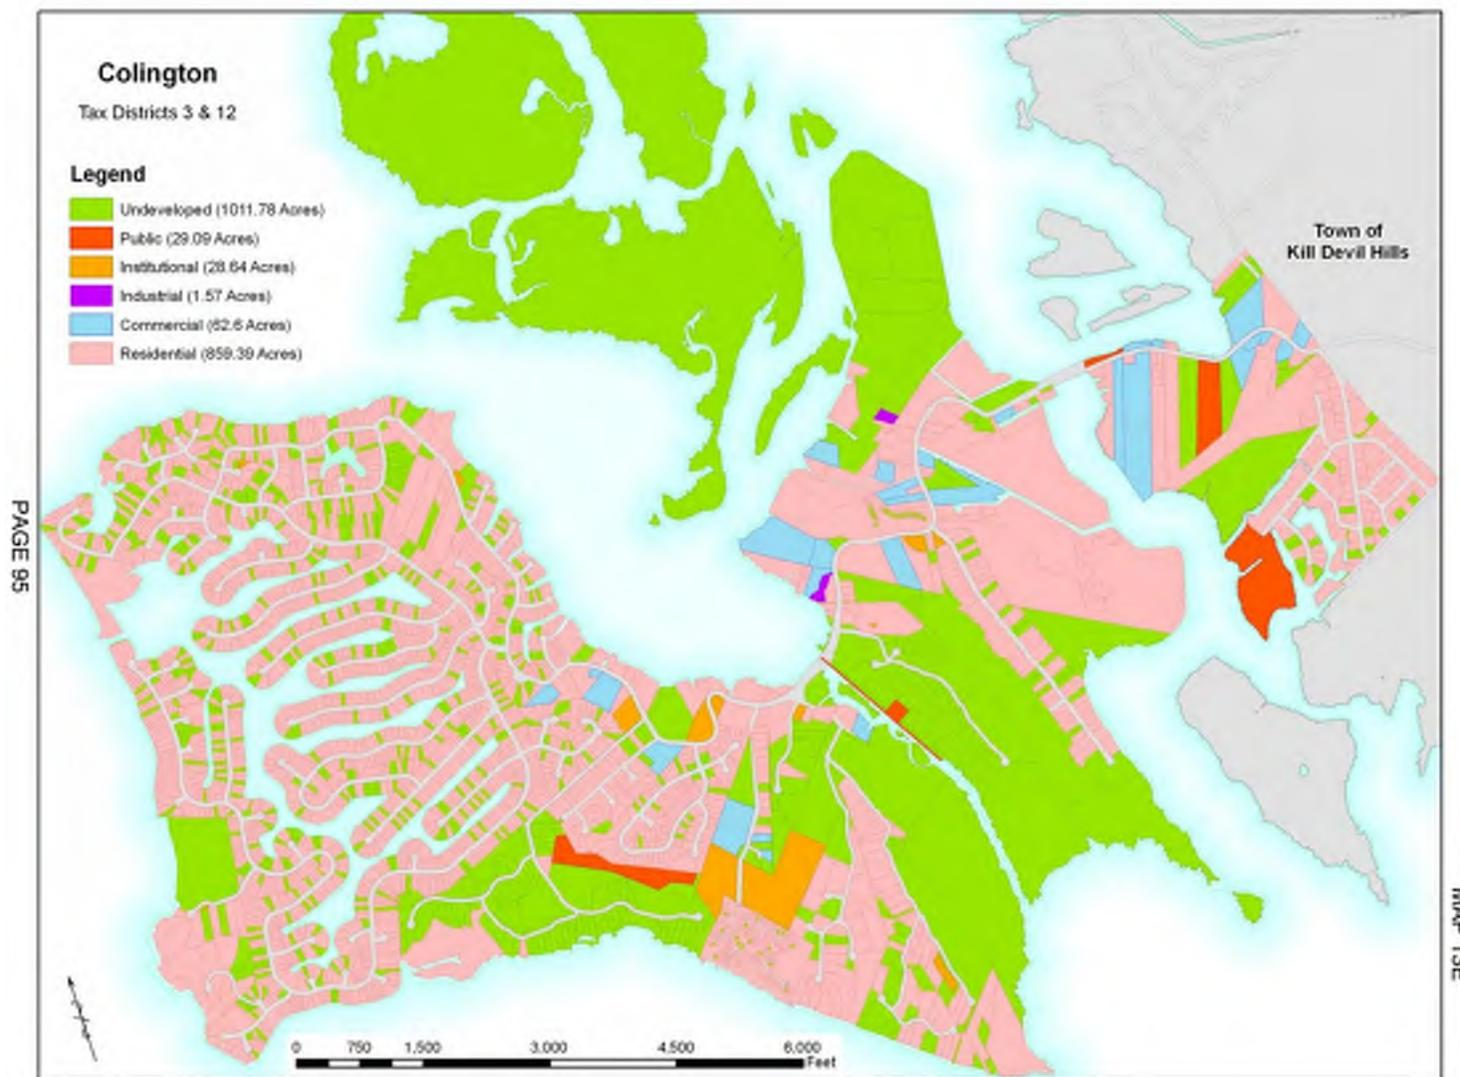 Colington
Tax Districts 3 & 12
Legend
Undeveloped (1011.78 Acres)
Public (29.09 Acres)
Institutional (28.64 Acres)
Industrial (1.57 Acres)
Commercial (62.6 Acres)
Residential (859.39 Acres)
Town of
Kill Devil Hills
PAGE 95
0 750 1,500 3,000 4,500 6,000
Feet